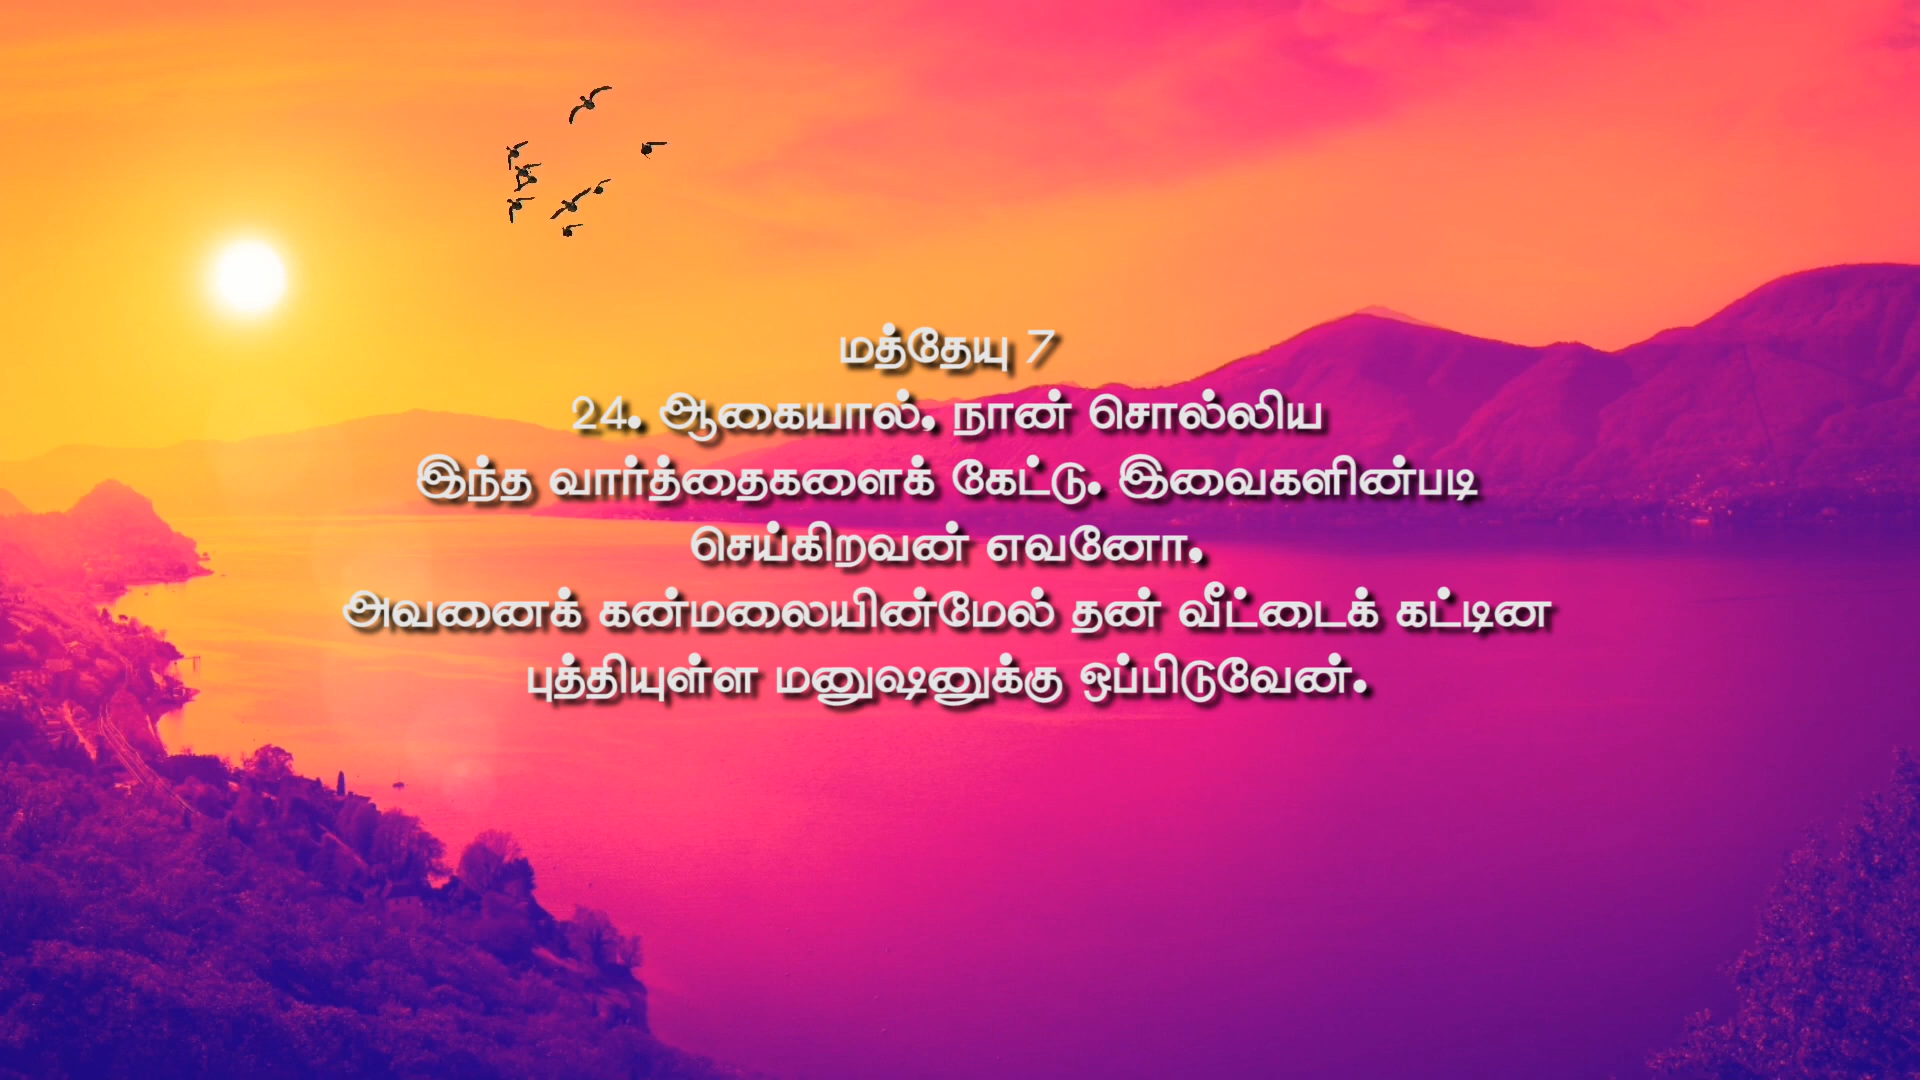 மத்தேயு 7
24. ஆகையால், நான் சொல்லிய
இந்த வார்த்தைகளைக் கேட்டு. இவைகளின்படி
செய்கிறவன் எவனோ,
அவனைக் கன்மலையின்மேல் தன் வீட்டைக் கட்டின
புத்தியுள்ள மனுஷனுக்கு ஒப்பிடுவேன்.